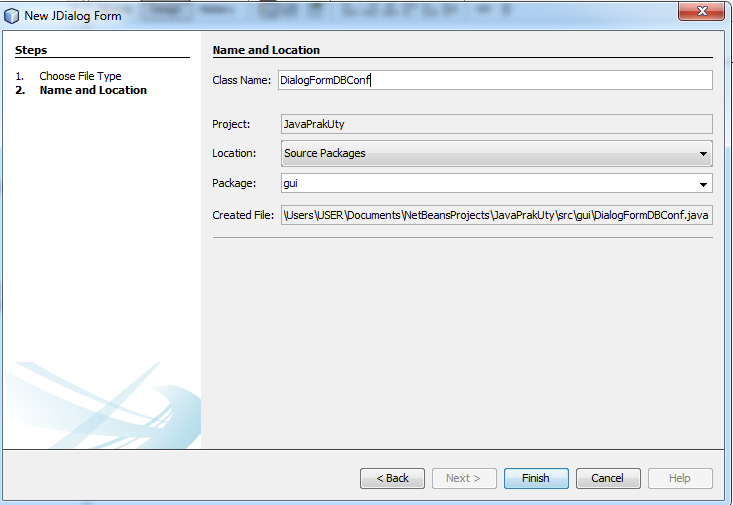 New JDialog Form
Steps
1. Choose File Type
2. Name and Location
Name and Location
Class Name: DialogFormDBConf
Project: JavaPrakUty
Location: Source Packages
Package: gui
Created File: \Users\USER\Documents\NetBeansProjects\JavaPrakUty\src\gui\DialogFormDBConf.java
< Back Next > Finish Cancel Help